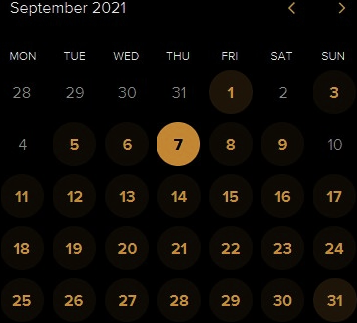 September 2021
MON TUE WED THU FRI SAT SUN
28 29 30 31 1 2 3
4 5 6 7 8 9 10
11 12 13 14 15 16 17
18 19 20 21 22 23 24
25 26 27 28 29 30 31